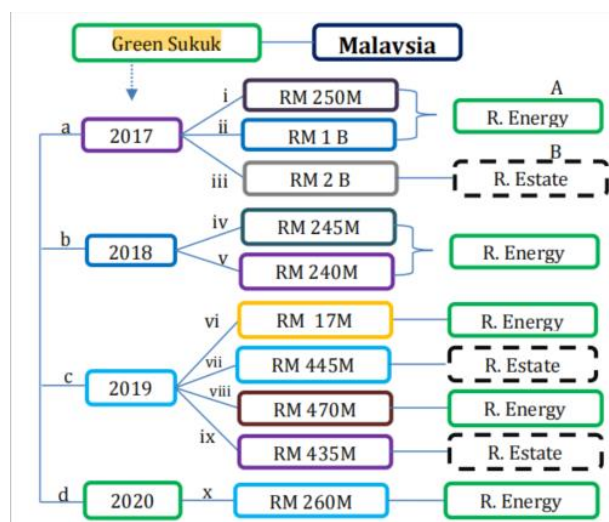 Green Sukuk Malaysia
i RM 250M A
a 2017 ii RM 1 B R. Energy
iii RM 2 B B R. Estate
iv RM 245M
b 2018 R. Energy
v RM 240M
vi RM 17M R. Energy
vii RM 445M R. Estate
c 2019
viii RM 470M R. Energy
ix RM 435M R. Estate
d 2020 x RM 260M R. Energy